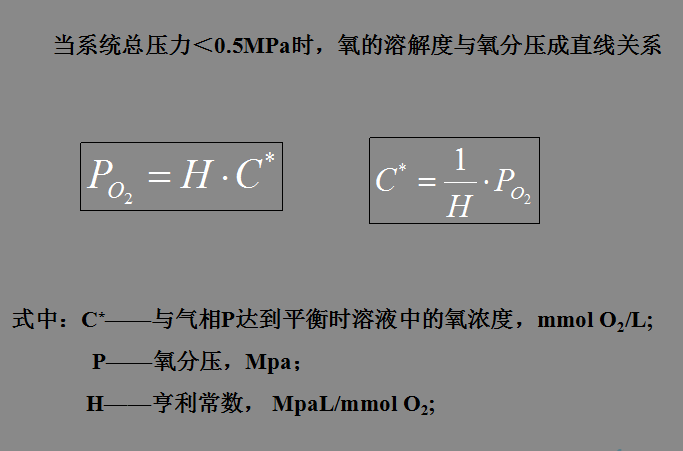 当系统总压力＜0.5MPa时，氧的溶解度与氧分压成直线关系
P_{O_2} = H · C^*
C^* = \frac{1}{H} · P_{O_2}
式中：C*——与气相P达到平衡时溶液中的氧浓度，mmol O₂/L;
P——氧分压，Mpa；
H——亨利常数， MpaL/mmol O₂;